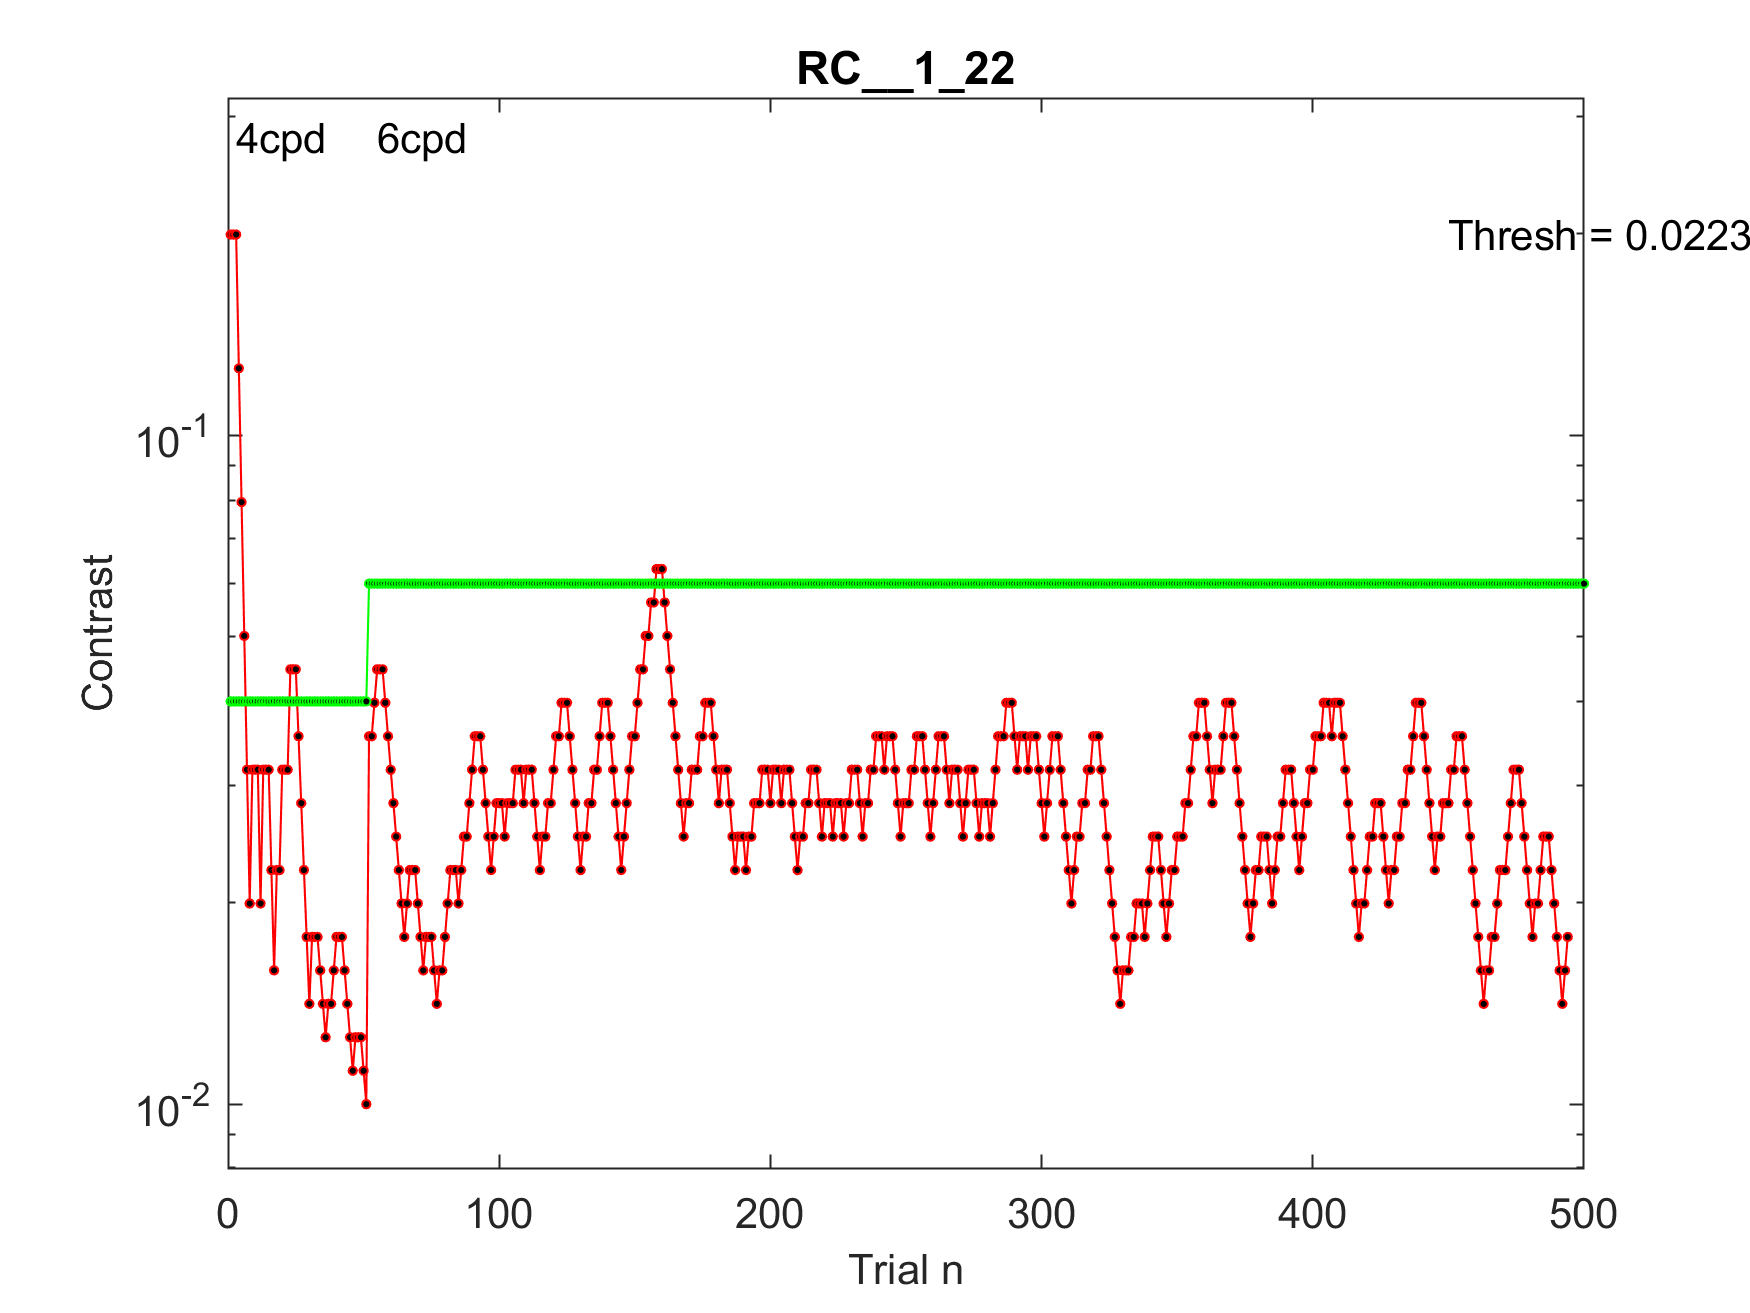 RC__1_22
4cpd 6cpd
Thresh = 0.0223
10-1
10-2
Contrast
0 100 200 300 400 500
Trial n